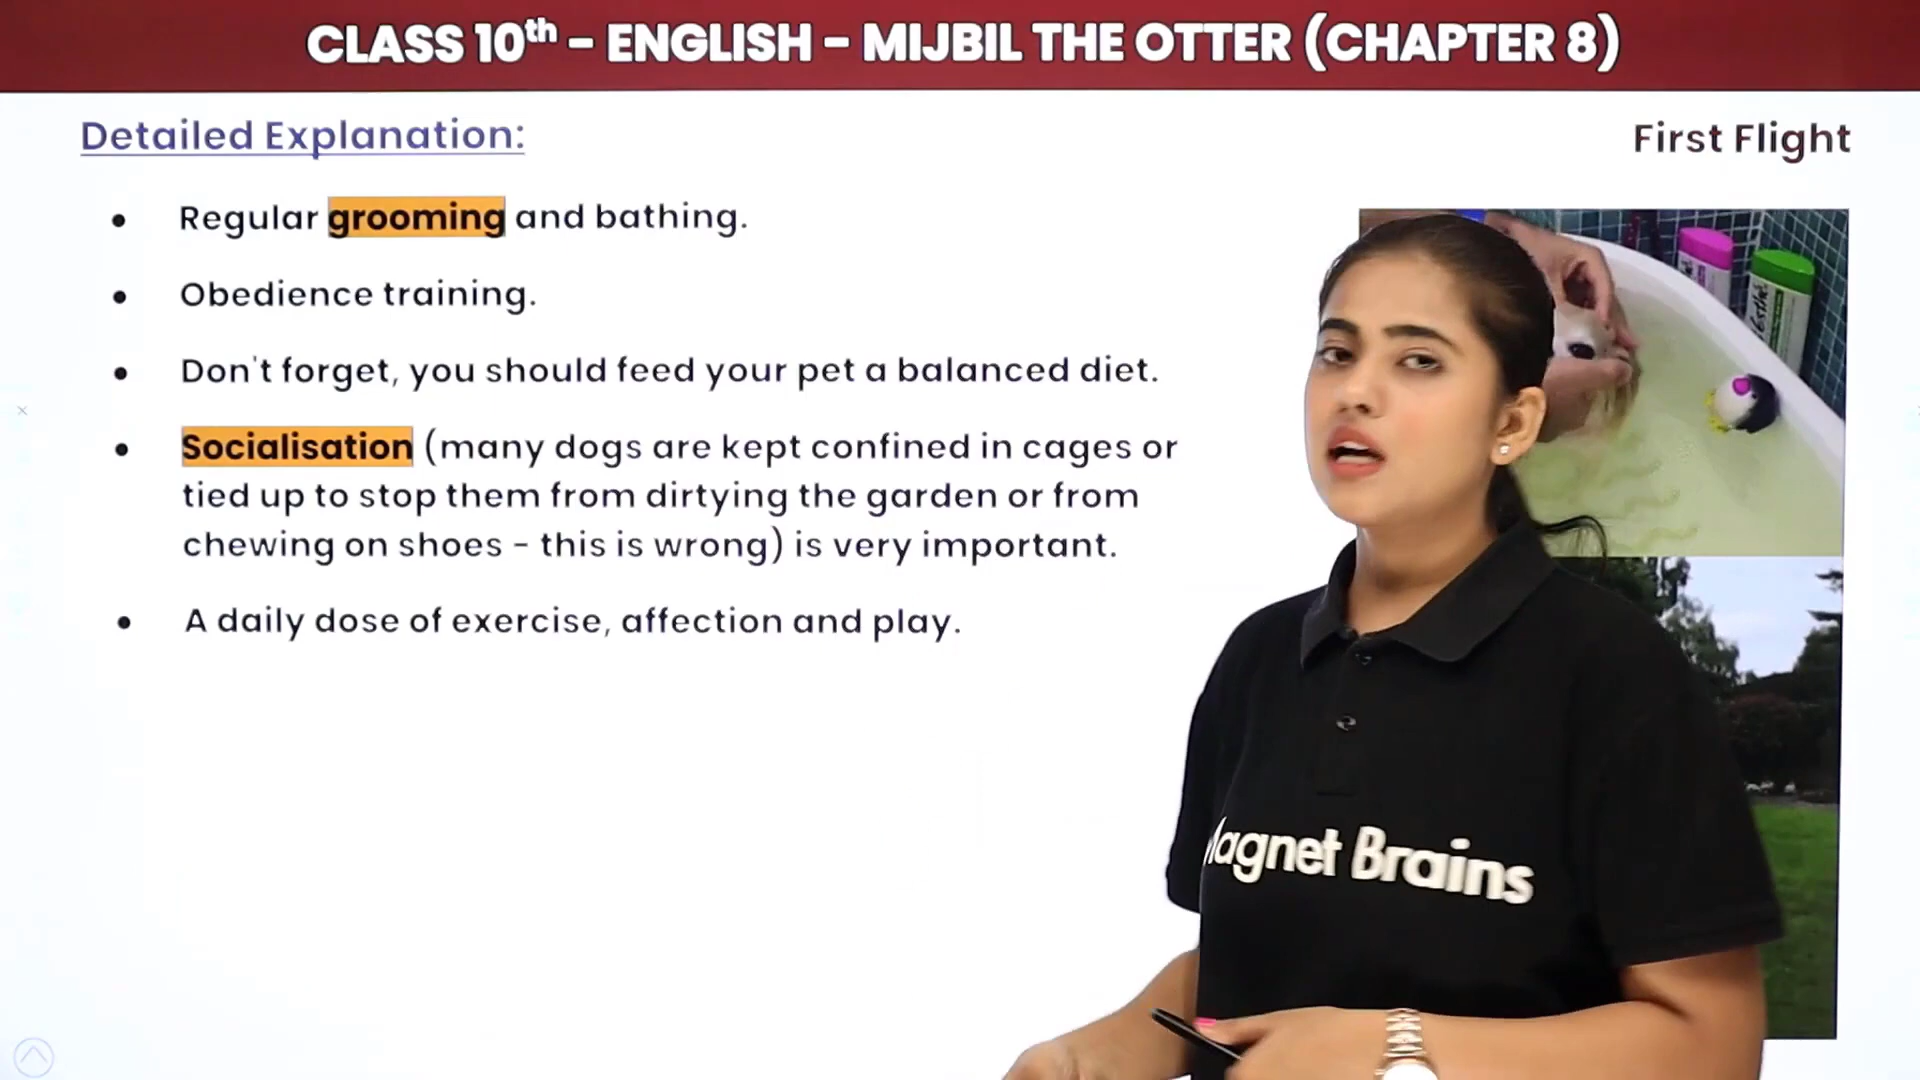 CLASS 10th – ENGLISH – MIJBIL THE OTTER (CHAPTER 8)
Detailed Explanation:
First Flight
• Regular grooming and bathing.
• Obedience training.
• Don't forget, you should feed your pet a balanced diet.
• Socialisation (many dogs are kept confined in cages or
tied up to stop them from dirtying the garden or from
chewing on shoes – this is wrong) is very important.
• A daily dose of exercise, affection and play.
Magnet Brains